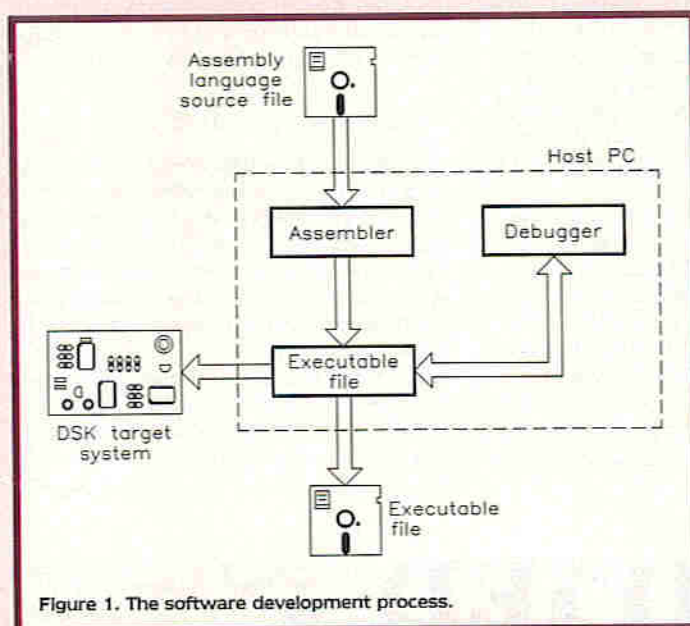 Assembly
language
source file
Host PC
Assembler
Debugger
Executable
file
DSK target
system
Executable
file
Figure 1. The software development process.